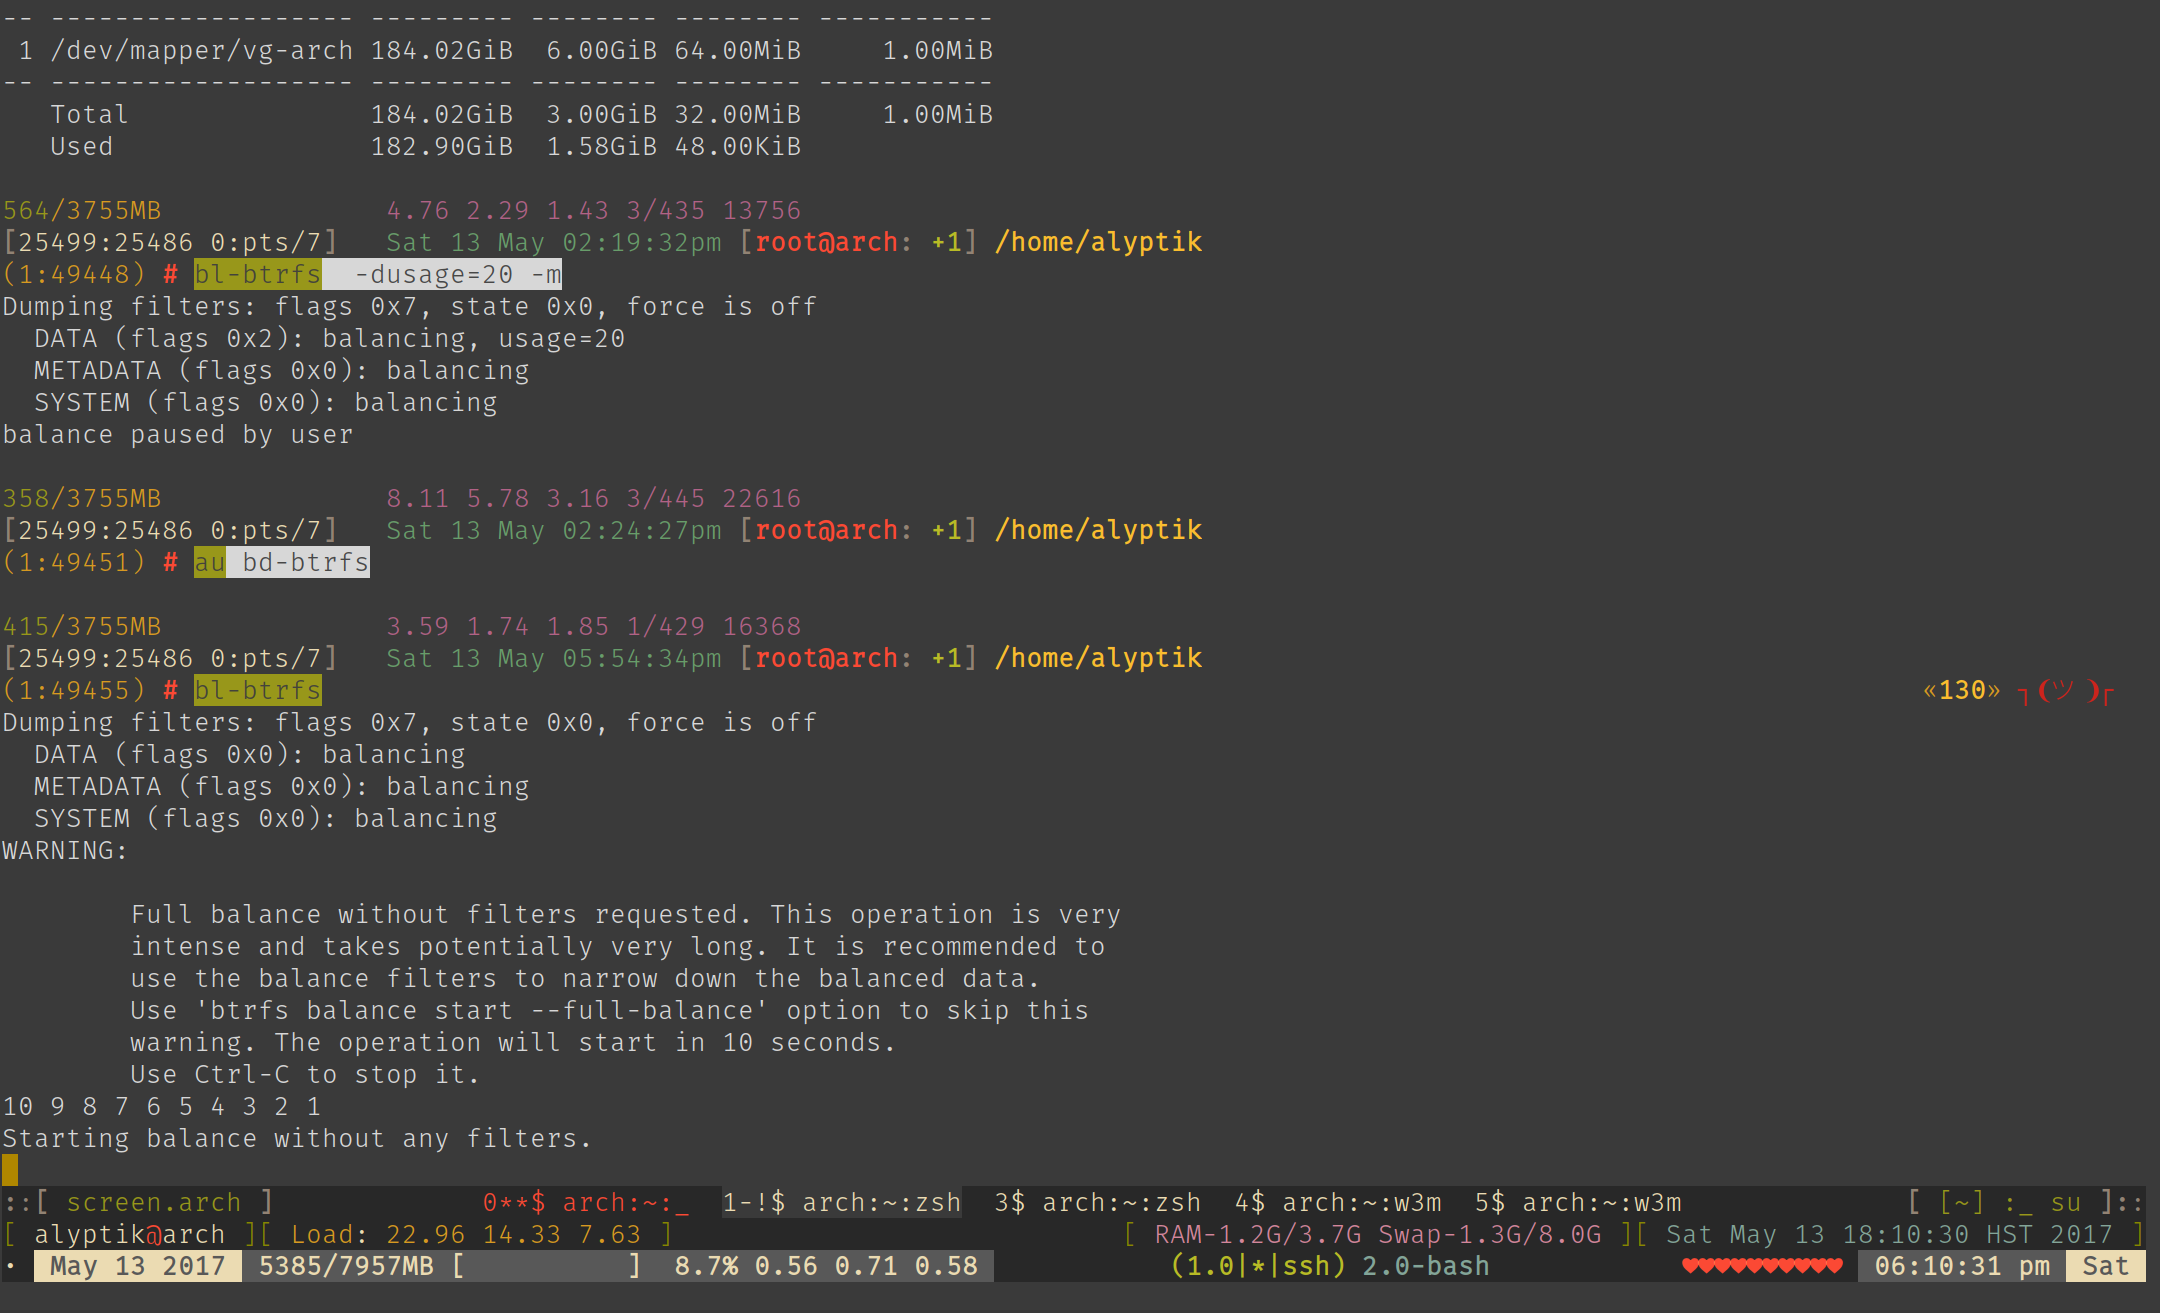 -- ------------------- --------- -------- -------- -----------
 1 /dev/mapper/vg-arch 184.02GiB  6.00GiB 64.00MiB     1.00MiB
-- ------------------- --------- -------- -------- -----------
   Total               184.02GiB  3.00GiB 32.00MiB     1.00MiB
   Used                182.90GiB  1.58GiB 48.00KiB
564/3755MB              4.76 2.29 1.43 3/435 13756
[25499:25486 0:pts/7]   Sat 13 May 02:19:32pm [root@arch: +1] /home/alyptik
(1:49448) # bl-btrfs  -dusage=20 -m
Dumping filters: flags 0x7, state 0x0, force is off
  DATA (flags 0x2): balancing, usage=20
  METADATA (flags 0x0): balancing
  SYSTEM (flags 0x0): balancing
balance paused by user
358/3755MB              8.11 5.78 3.16 3/445 22616
[25499:25486 0:pts/7]   Sat 13 May 02:24:27pm [root@arch: +1] /home/alyptik
(1:49451) # au bd-btrfs
415/3755MB              3.59 1.74 1.85 1/429 16368
[25499:25486 0:pts/7]   Sat 13 May 05:54:34pm [root@arch: +1] /home/alyptik
(1:49455) # bl-btrfs «130» ┐(ツ )┌
Dumping filters: flags 0x7, state 0x0, force is off
  DATA (flags 0x0): balancing
  METADATA (flags 0x0): balancing
  SYSTEM (flags 0x0): balancing
WARNING:
        Full balance without filters requested. This operation is very
        intense and takes potentially very long. It is recommended to
        use the balance filters to narrow down the balanced data.
        Use 'btrfs balance start --full-balance' option to skip this
        warning. The operation will start in 10 seconds.
        Use Ctrl-C to stop it.
10 9 8 7 6 5 4 3 2 1
Starting balance without any filters.
::[ screen.arch ] 0**$ arch:~:_  1-!$ arch:~:zsh  3$ arch:~:zsh  4$ arch:~:w3m  5$ arch:~:w3m [ [~] :_ su ]::
[ alyptik@arch ][ Load: 22.96 14.33 7.63 ] [ RAM-1.2G/3.7G Swap-1.3G/8.0G ][ Sat May 13 18:10:30 HST 2017 ]
· May 13 2017 5385/7957MB [          ]  8.7% 0.56 0.71 0.58 (1.0|*|ssh) 2.0-bash ♥♥♥♥♥♥♥♥♥♥ 06:10:31 pm Sat